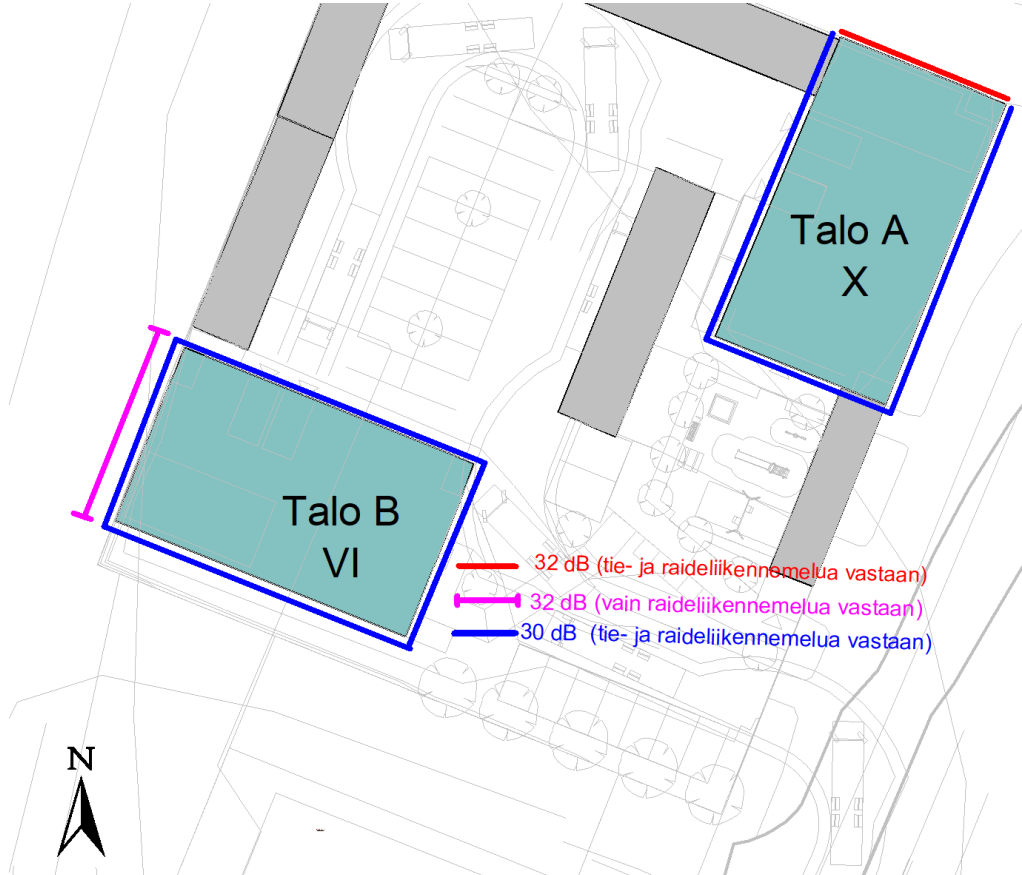 Talo A
X
Talo B
VI
32 dB (tie- ja raideliikennemelua vastaan)
32 dB (vain raideliikennemelua vastaan)
30 dB (tie- ja raideliikennemelua vastaan)
N